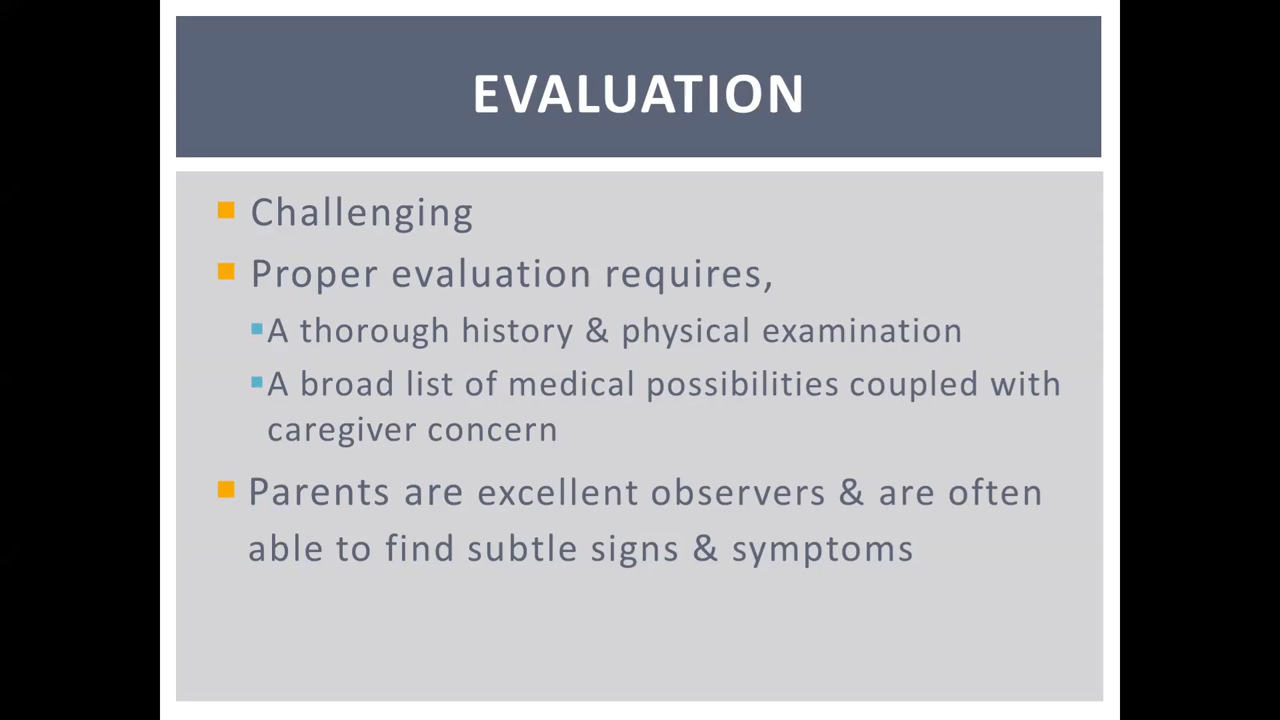 EVALUATION
Challenging
Proper evaluation requires,
A thorough history & physical examination
A broad list of medical possibilities coupled with
caregiver concern
Parents are excellent observers & are often
able to find subtle signs & symptoms